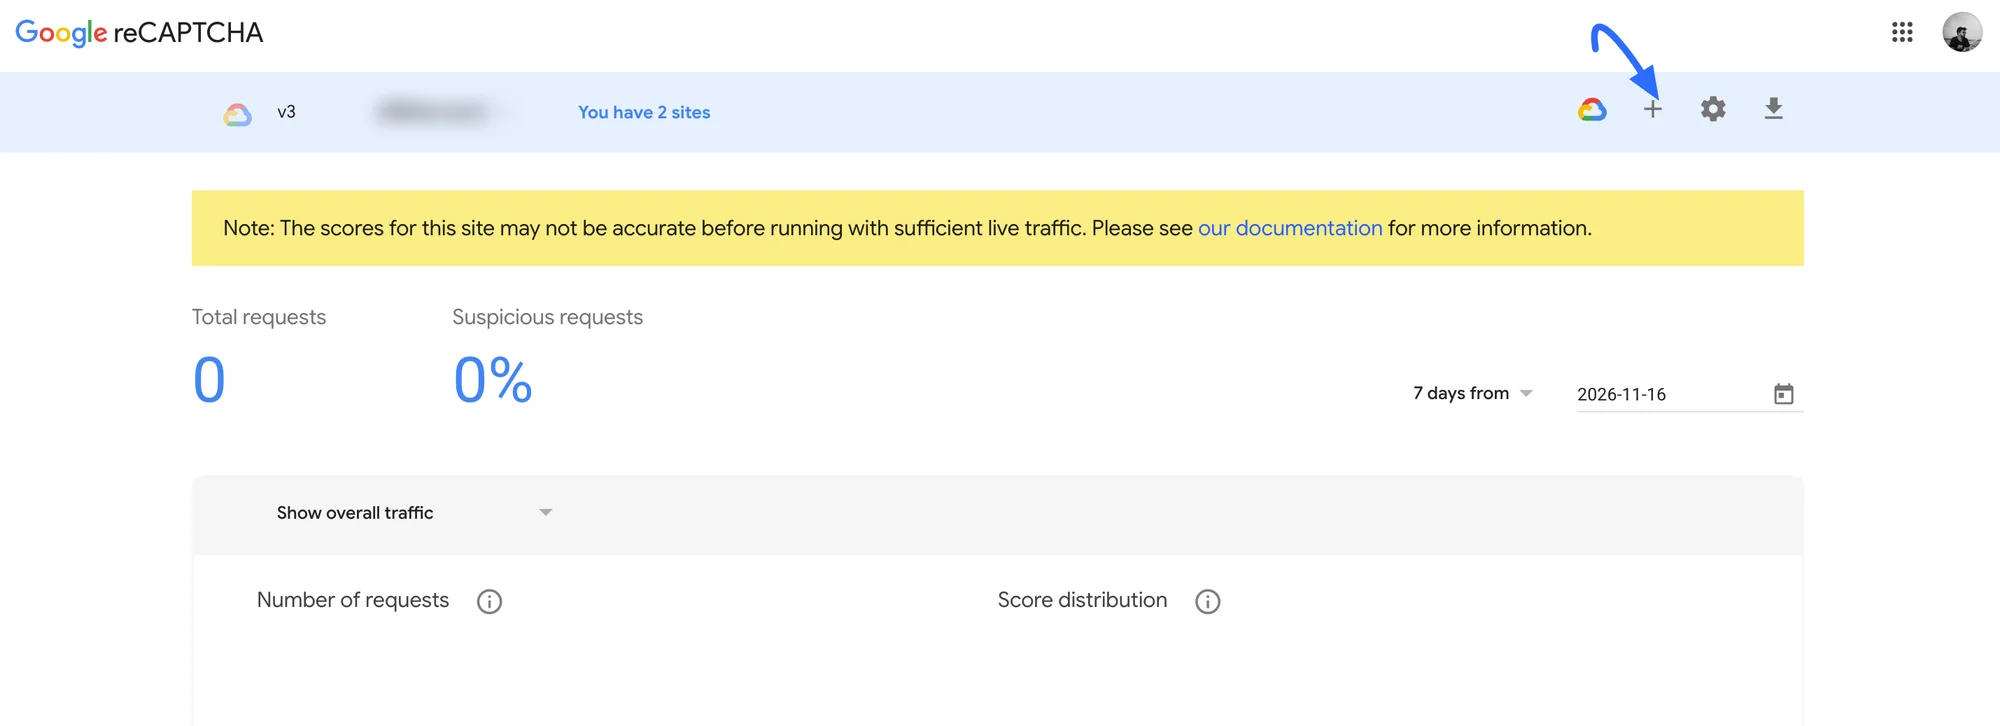 Google reCAPTCHA
v3
You have 2 sites
Note: The scores for this site may not be accurate before running with sufficient live traffic. Please see our documentation for more information.
Total requests
Suspicious requests
0
0%
7 days from
2026-11-16
Show overall traffic
Number of requests
Score distribution